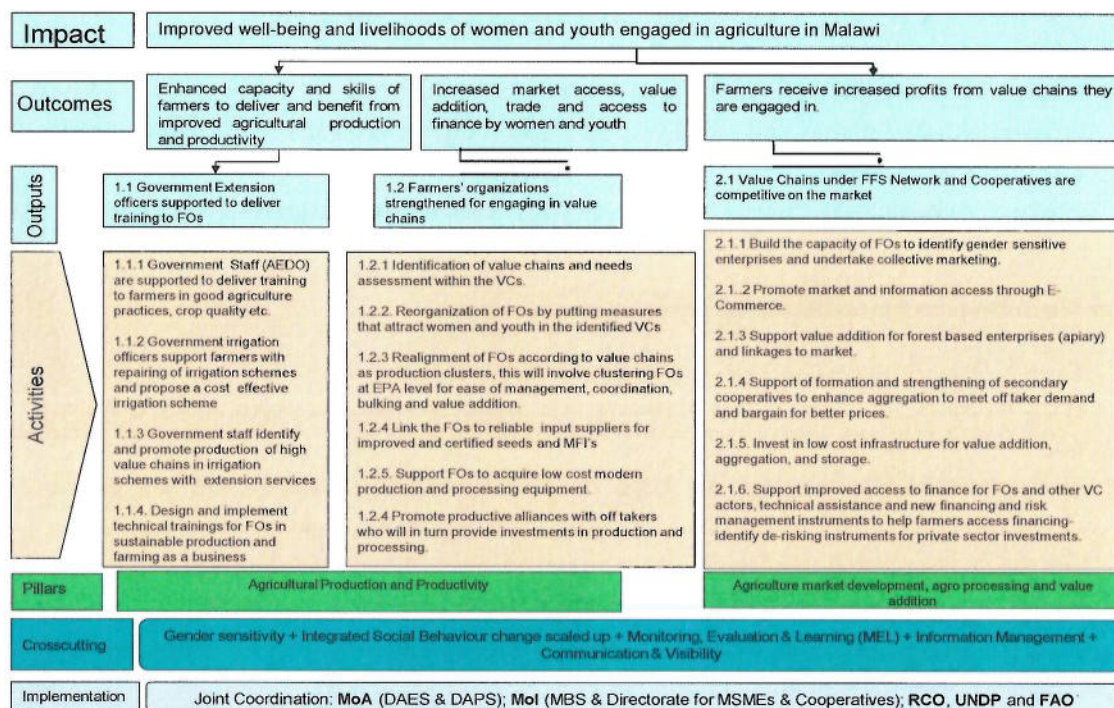 Impact
Improved well-being and livelihoods of women and youth engaged in agriculture in Malawi
Outcomes
Enhanced capacity and skills of
farmers to deliver and benefit from
improved agricultural production
and productivity
Increased market access, value
addition, trade and access to
finance by women and youth
Farmers receive increased profits from value chains they
are engaged in.
Outputs
1.1 Government Extension
officers supported to deliver
training to FOs
1.2 Farmers' organizations
strengthened for engaging in value
chains
2.1 Value Chains under FFS Network and Cooperatives are
competitive on the market
Activities
1.1.1 Government Staff (AEDO)
are supported to deliver training
to farmers in good agriculture
practices, crop quality etc.
1.1.2 Government irrigation
officers support farmers with
repairing of irrigation schemes
and propose a cost effective
irrigation scheme
1.1.3 Government staff identify
and promote production of high
value chains in irrigation
schemes with extension services
1.1.4. Design and implement
technical trainings for FOs in
sustainable production and
farming as a business
1.2.1 Identification of value chains and needs
assessment within the VCs.
1.2.2. Reorganization of FOs by putting measures
that attract women and youth in the identified VCs
1.2.3 Realignment of FOs according to value chains
as production clusters, this will involve clustering FOs
at EPA level for ease of management, coordination,
bulking and value addition.
1.2.4 Link the FOs to reliable input suppliers for
improved and certified seeds and MFI's
1.2.5. Support FOs to acquire low cost modern
production and processing equipment.
1.2.4 Promote productive alliances with off takers
who will in turn provide investments in production and
processing.
2.1.1 Build the capacity of FOs to identify gender sensitive
enterprises and undertake collective marketing.
2.1..2 Promote market and information access through E-
Commerce.
2.1.3 Support value addition for forest based enterprises (apiary)
and linkages to market.
2.1.4 Support of formation and strengthening of secondary
cooperatives to enhance aggregation to meet off taker demand
and bargain for better prices.
2.1.5. Invest in low cost infrastructure for value addition,
aggregation, and storage.
2.1.6. Support improved access to finance for FOs and other VC
actors, technical assistance and new financing and risk
management instruments to help farmers access financing-
identify de-risking instruments for private sector investments.
Pillars
Agricultural Production and Productivity
Agriculture market development, agro processing and value
addition
Crosscutting
Gender sensitivity + Integrated Social Behaviour change scaled up + Monitoring, Evaluation & Learning (MEL) + Information Management +
Communication & Visibility
Implementation
Joint Coordination: MoA (DAES & DAPS); MoI (MBS & Directorate for MSMEs & Cooperatives); RCO, UNDP and FAO